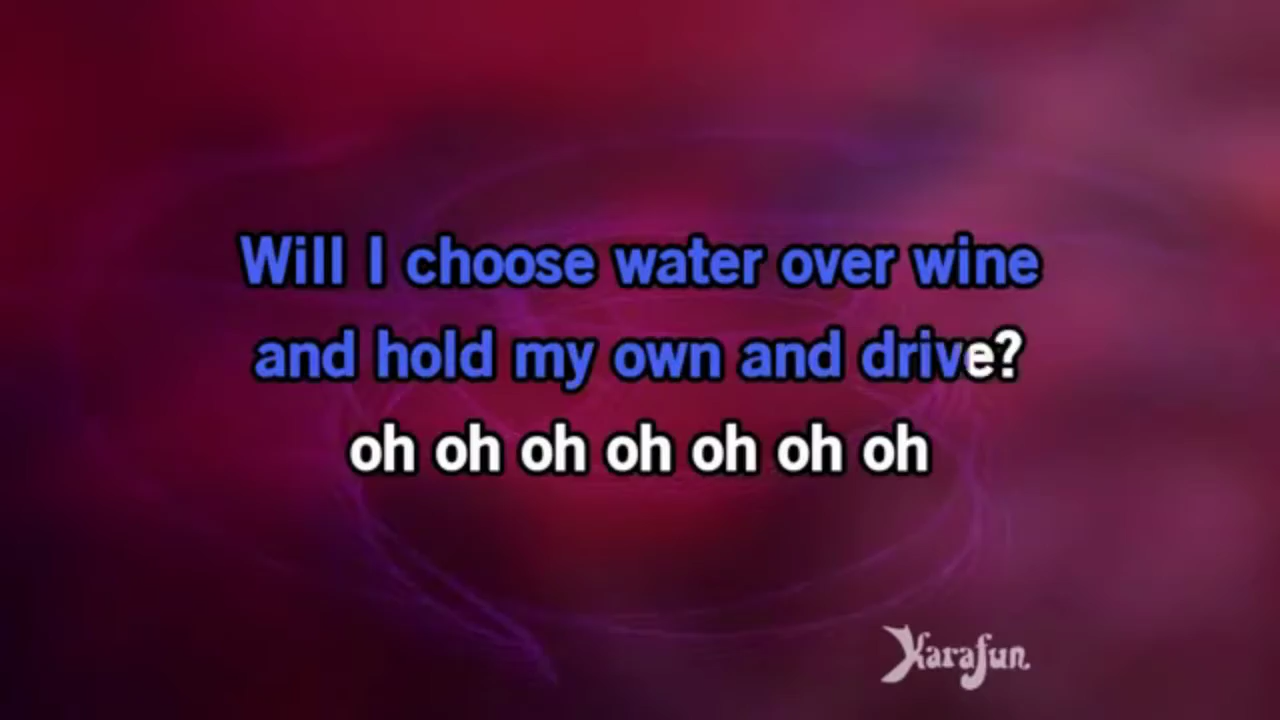 Will I choose water over wine
and hold my own and drive?
oh oh oh oh oh oh oh
Karafun